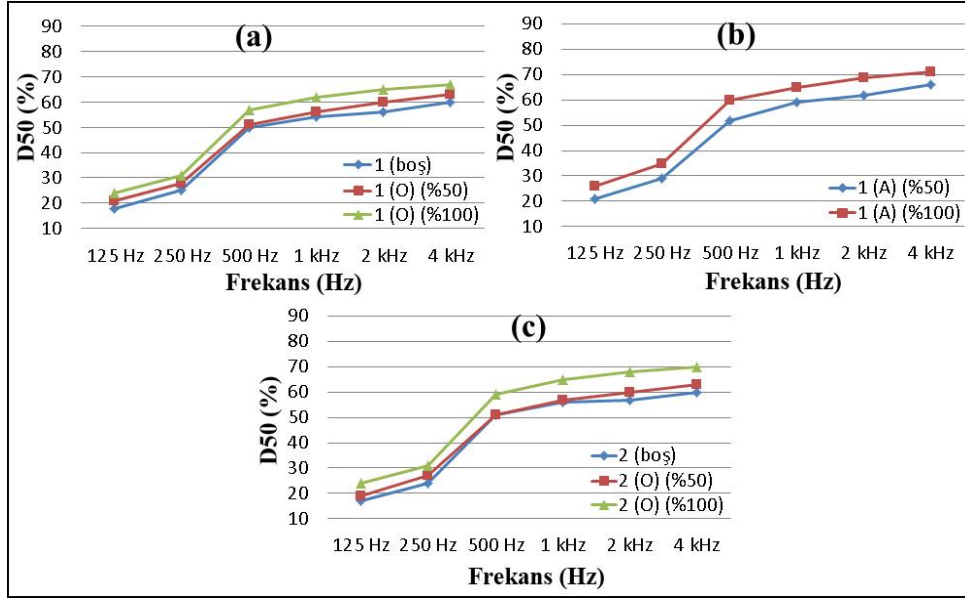 (a)
D50 (%)
90
80
70
60
50
40
30
20
10
1 (boş)
1 (O) (%50)
1 (O) (%100)
125 Hz 250 Hz 500 Hz 1 kHz 2 kHz 4 kHz
Frekans (Hz)
(b)
D50 (%)
90
80
70
60
50
40
30
20
10
1 (A) (%50)
1 (A) (%100)
125 Hz 250 Hz 500 Hz 1 kHz 2 kHz 4 kHz
Frekans (Hz)
(c)
D50 (%)
90
80
70
60
50
40
30
20
10
2 (boş)
2 (O) (%50)
2 (O) (%100)
125 Hz 250 Hz 500 Hz 1 kHz 2 kHz 4 kHz
Frekans (Hz)